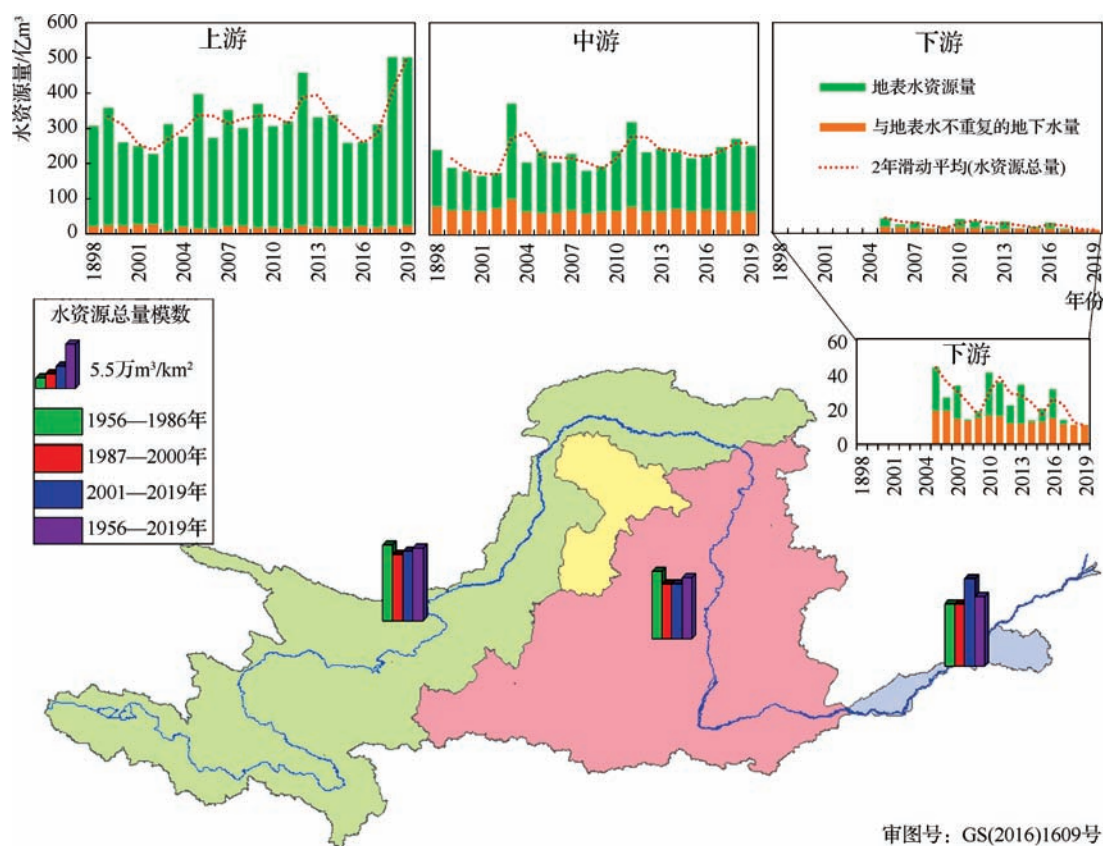 水资源量/亿m³
600
500
400
300
200
100
0
上游
1898
2001
2004
2007
2010
2013
2016
2019
中游
1898
2001
2004
2007
2010
2013
2016
2019
下游
地表水资源量
与地表水不重复的地下水量
2年滑动平均(水资源总量)
1898
2001
2004
2007
2010
2013
2016
2019
年份
下游
60
40
20
0
1898
2001
2004
2007
2010
2013
2016
2019
水资源总量模数
5.5万m³/km²
1956—1986年
1987—2000年
2001—2019年
1956—2019年
审图号：GS(2016)1609号